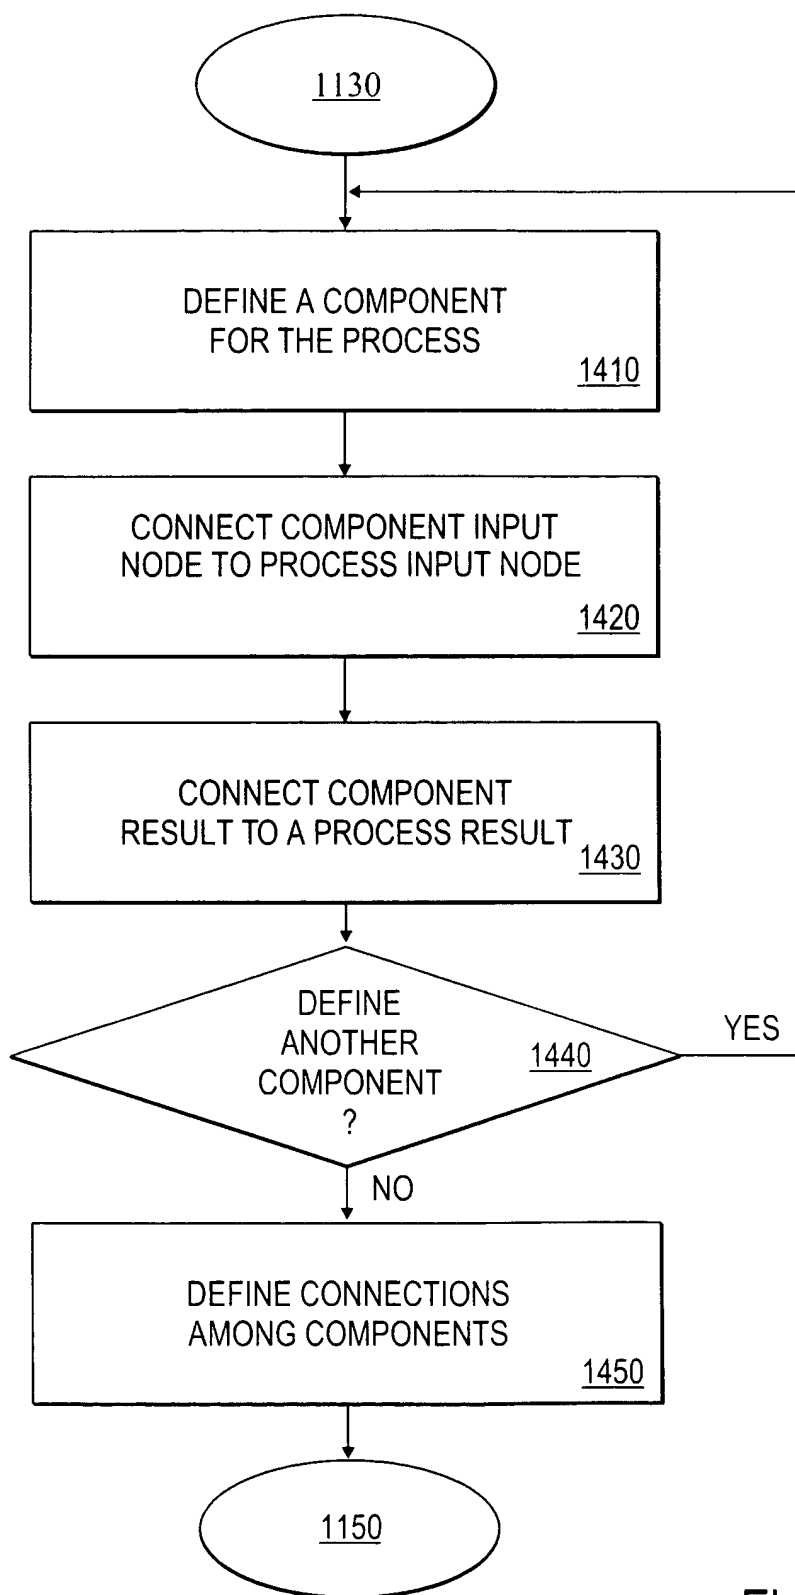 1130
DEFINE A COMPONENT
FOR THE PROCESS
1410
CONNECT COMPONENT INPUT
NODE TO PROCESS INPUT NODE
1420
CONNECT COMPONENT
RESULT TO A PROCESS RESULT
1430
DEFINE
ANOTHER
COMPONENT
?
1440
YES
NO
DEFINE CONNECTIONS
AMONG COMPONENTS
1450
1150